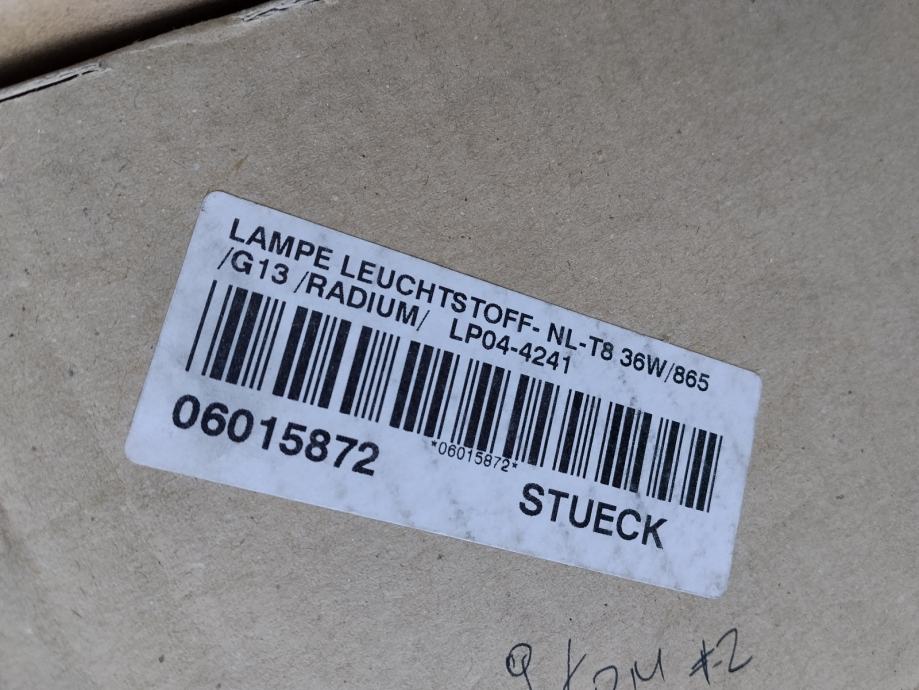 LAMPE LEUCHTSTOFF- NL-T8 36W/865
/G13 /RADIUM/ LP04-4241
*06015872*
06015872
STUECK